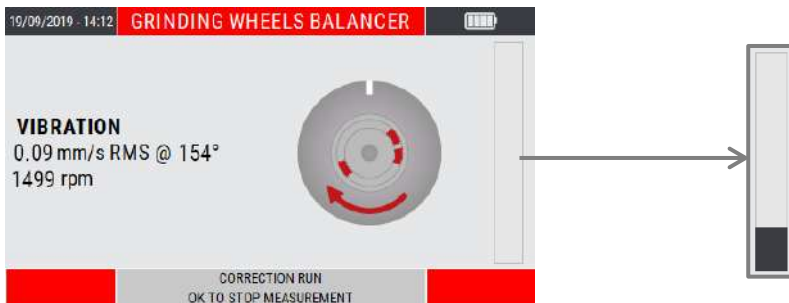 19/09/2019 - 14:12 GRINDING WHEELS BALANCER
VIBRATION
0.09 mm/s RMS @ 154°
1499 rpm
CORRECTION RUN
OK TO STOP MEASUREMENT